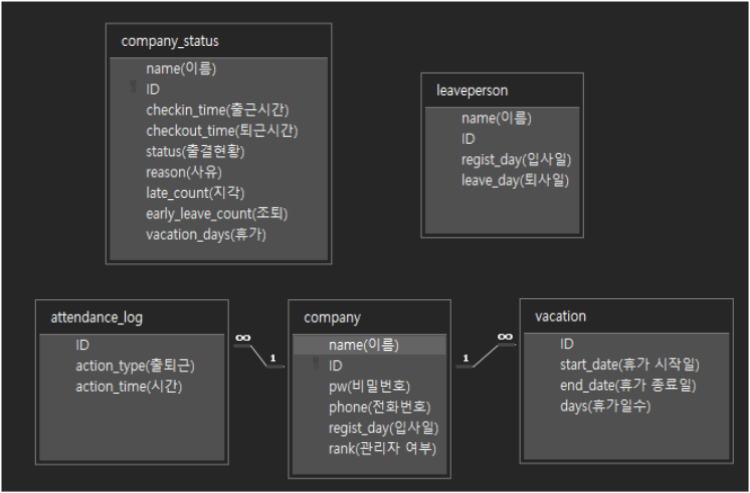 company_status
name(이름)
ID
checkin_time(출근시간)
checkout_time(퇴근시간)
status(출결현황)
reason(사유)
late_count(지각)
early_leave_count(조퇴)
vacation_days(휴가)
leaveperson
name(이름)
ID
regist_day(입사일)
leave_day(퇴사일)
attendance_log
ID
action_type(출퇴근)
action_time(시간)
∞
1
company
name(이름)
ID
pw(비밀번호)
phone(전화번호)
regist_day(입사일)
rank(관리자 여부)
1
∞
vacation
ID
start_date(휴가 시작일)
end_date(휴가 종료일)
days(휴가일수)